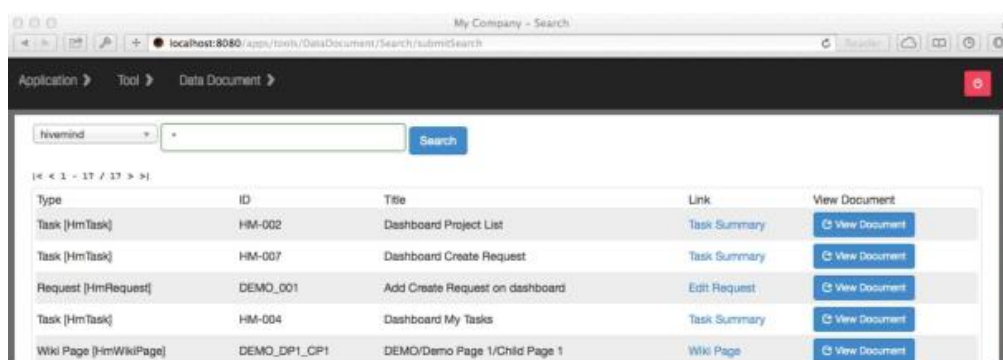 My Company – Search
localhost:8080/apps/tools/DataDocument/Search/submitSearch Reader
Application Tool Data Document
hivemind * Search
|< < 1 - 17 / 17 > >|
Type ID Title Link View Document
Task [HmTask] HM-002 Dashboard Project List Task Summary View Document
Task [HmTask] HM-007 Dashboard Create Request Task Summary View Document
Request [HmRequest] DEMO_001 Add Create Request on dashboard Edit Request View Document
Task [HmTask] HM-004 Dashboard My Tasks Task Summary View Document
Wiki Page [HmWikiPage] DEMO_DP1_CP1 DEMO/Demo Page 1/Child Page 1 Wiki Page View Document